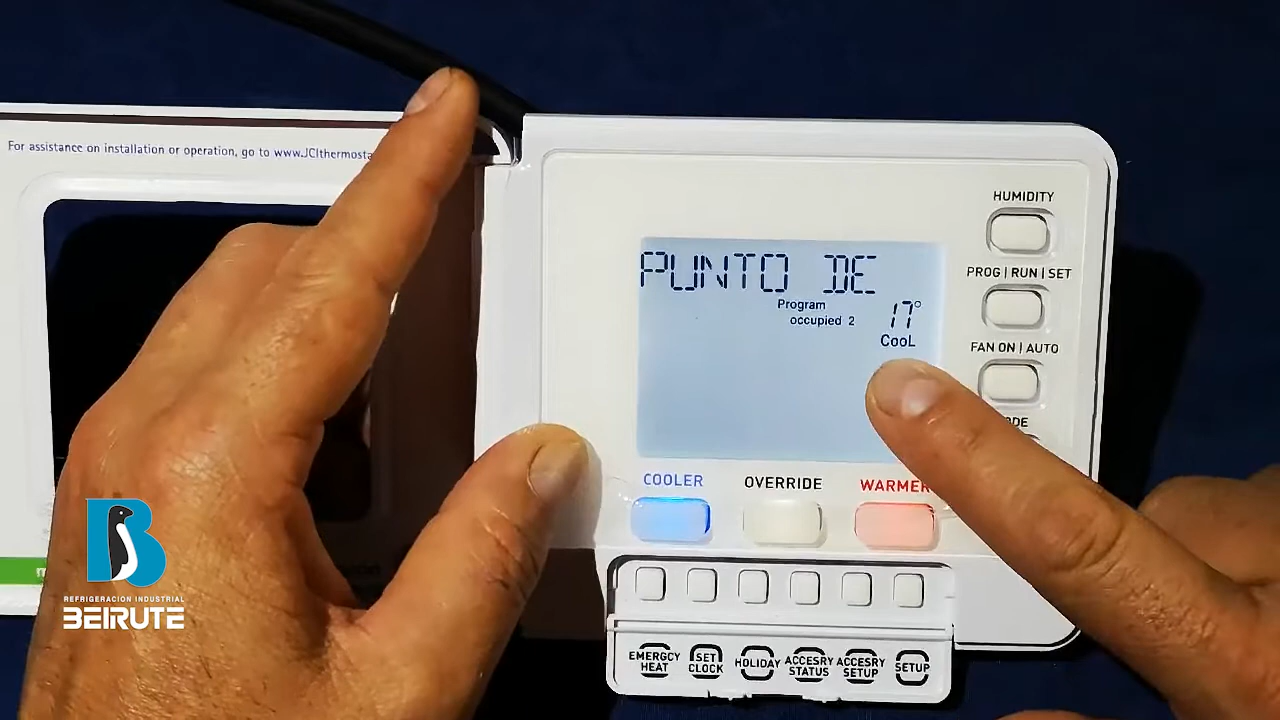 For assistance on installation or operation, go to www.JCIthermosta
HUMIDITY
PROG | RUN | SET
FAN ON | AUTO
PUNTO DE
Program
occupied 2
17°
CooL
COOLER
OVERRIDE
WARMER
EMERGCY HEAT
SET CLOCK
HOLIDAY
ACCESRY STATUS
ACCESRY SETUP
SETUP
B
REFRIGERACION INDUSTRIAL
BEIRUTE